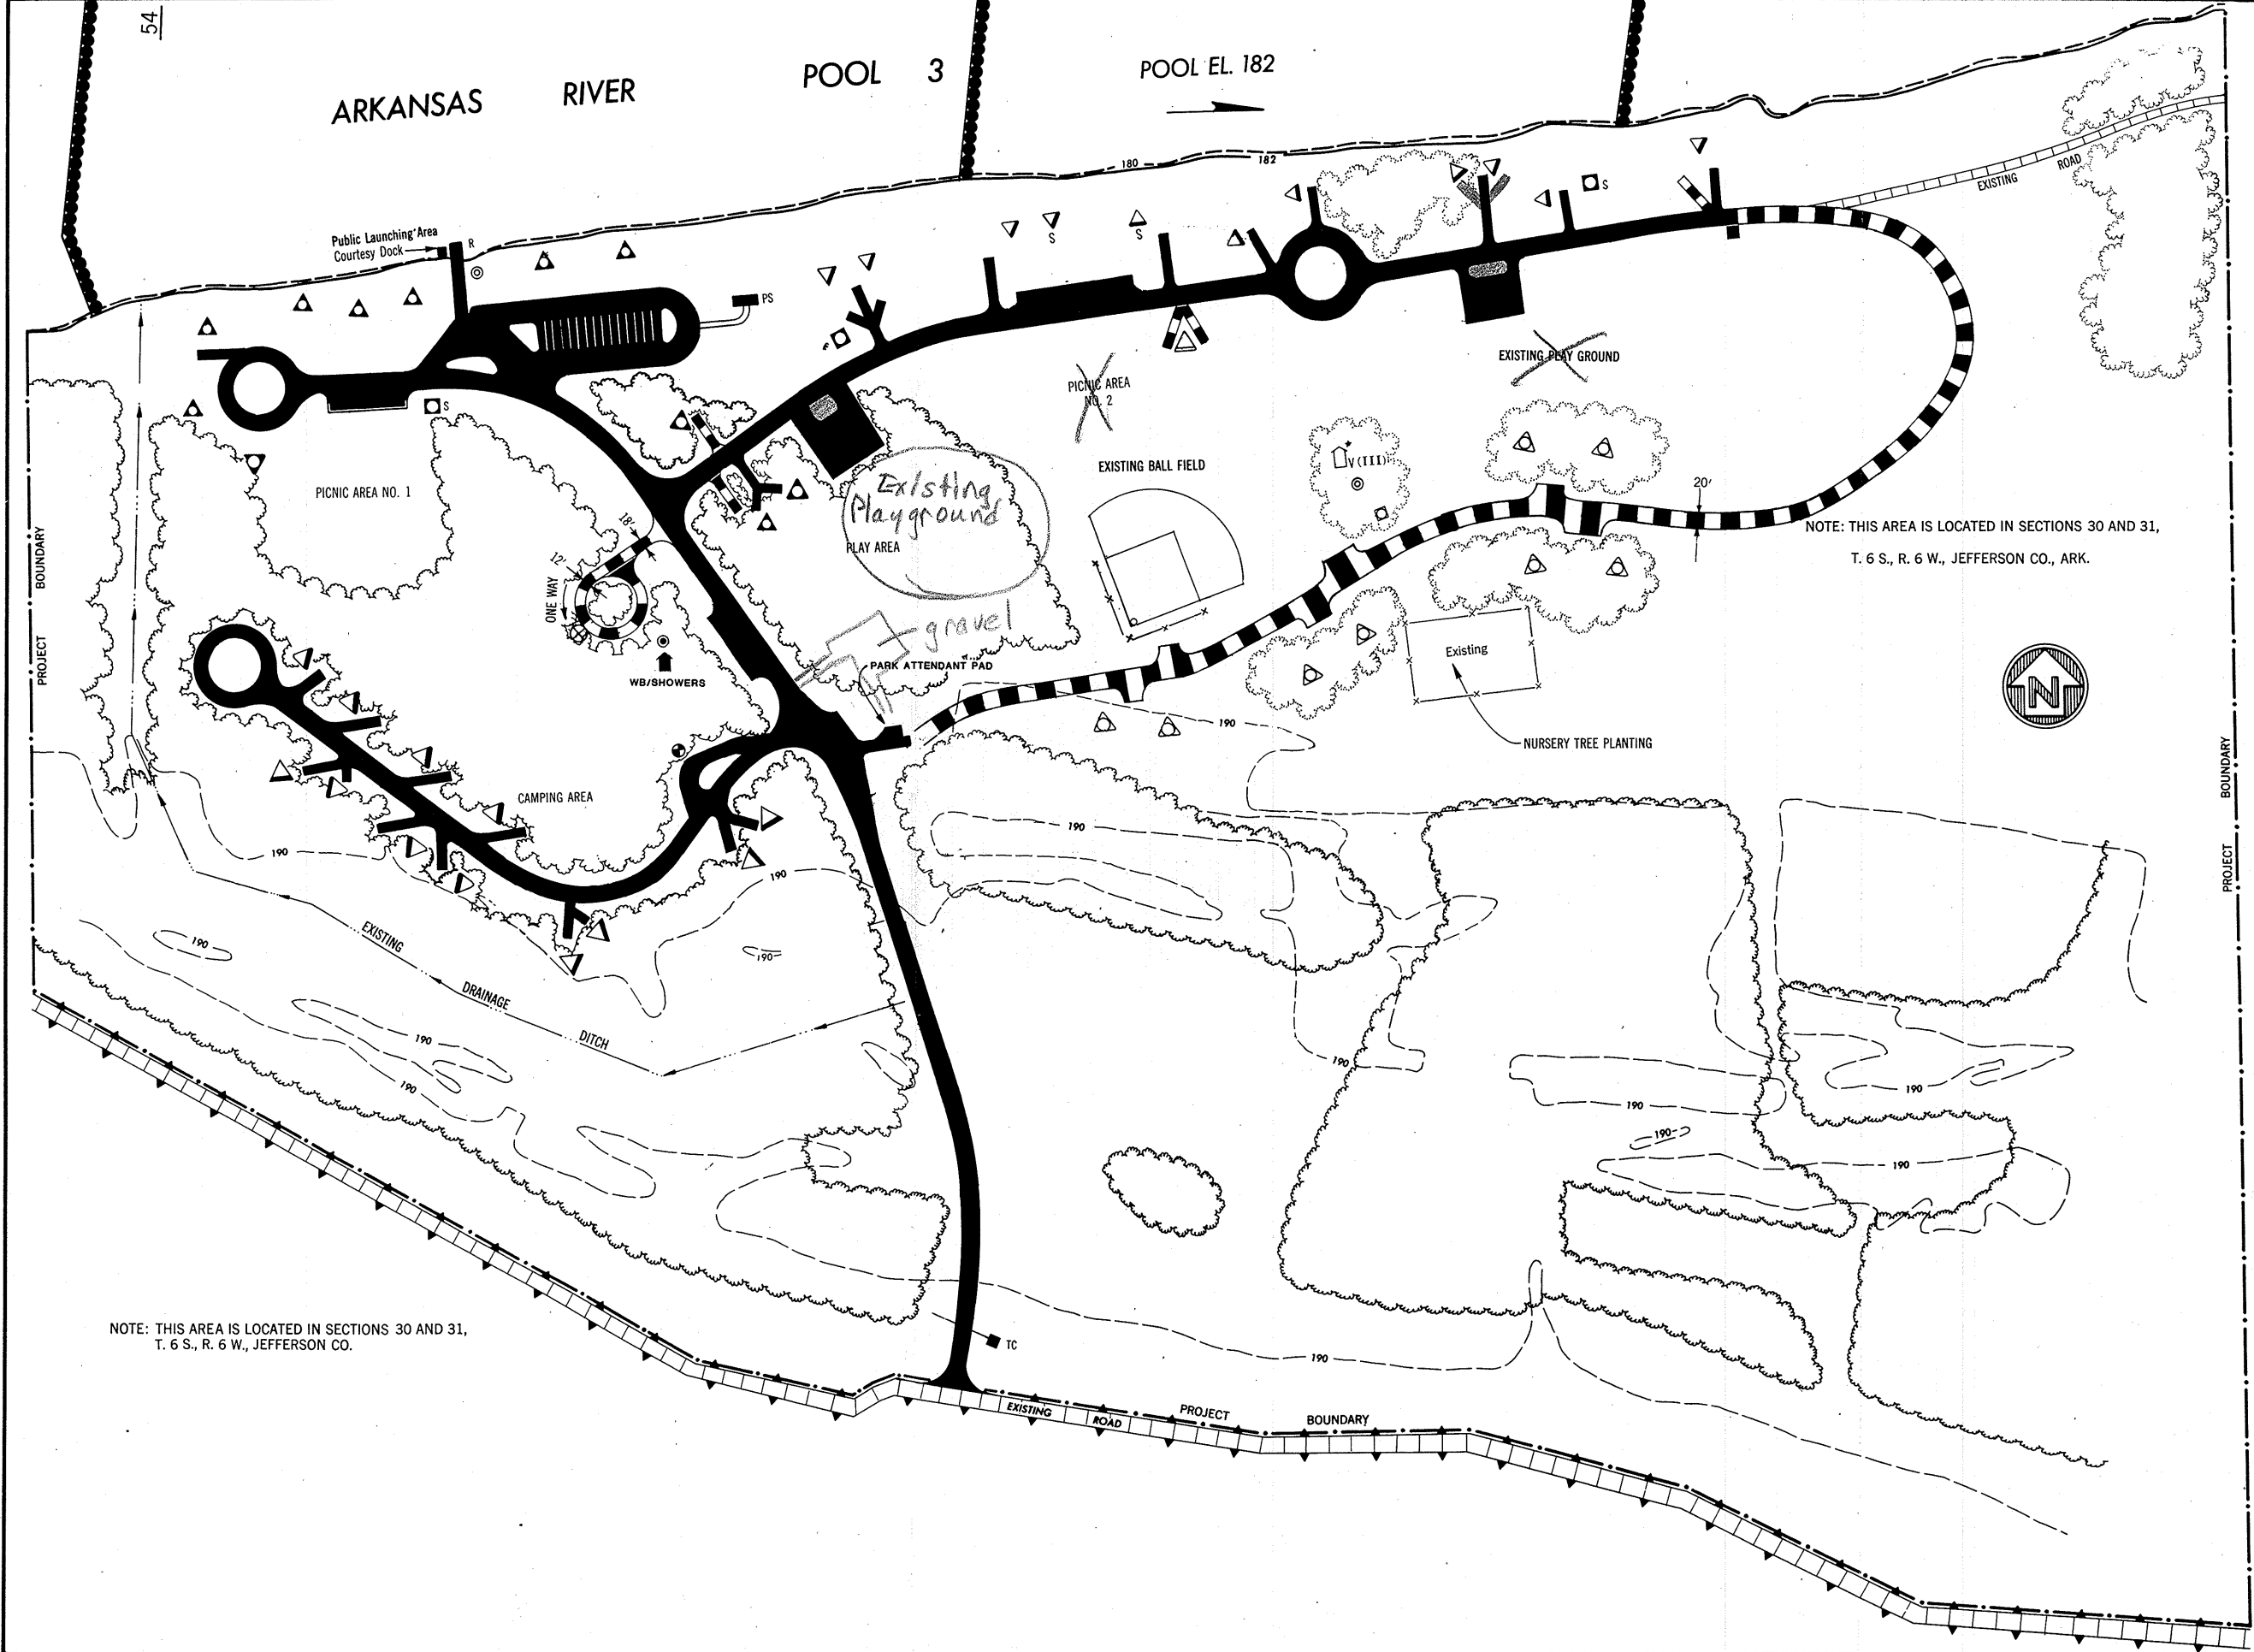 54
ARKANSAS RIVER POOL 3
POOL EL. 182
180
182
EXISTING ROAD
Public Launching Area
Courtesy Dock
R
PS
S
S
S
S
PICNIC AREA
NO. 2
EXISTING PLAY GROUND
EXISTING BALL FIELD
V(III)
PICNIC AREA NO. 1
Existing
Playground
PLAY AREA
gravel
PARK ATTENDANT PAD
18'
12'
ONE WAY
WB/SHOWERS
20'
NOTE: THIS AREA IS LOCATED IN SECTIONS 30 AND 31,
T. 6 S., R. 6 W., JEFFERSON CO., ARK.
Existing
NURSERY TREE PLANTING
N
PROJECT BOUNDARY
PROJECT BOUNDARY
CAMPING AREA
190
190
190
190
190
190
EXISTING DRAINAGE DITCH
190
190
190
190
190
190
190
190
NOTE: THIS AREA IS LOCATED IN SECTIONS 30 AND 31,
T. 6 S., R. 6 W., JEFFERSON CO.
TC
190
EXISTING ROAD
PROJECT BOUNDARY